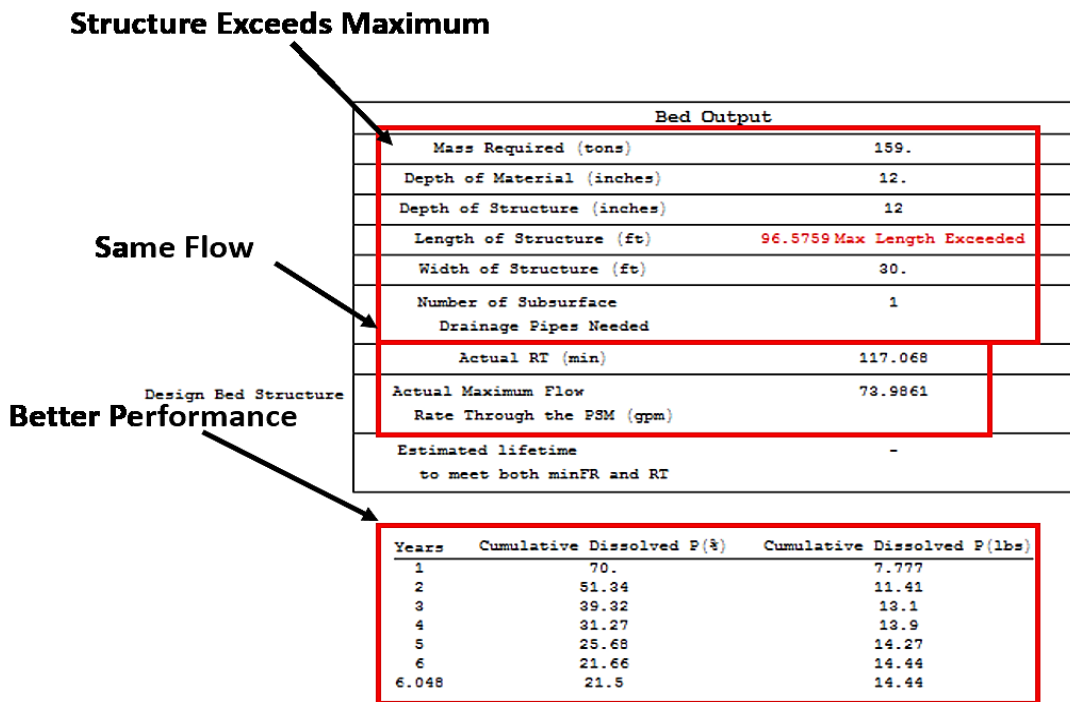 Structure Exceeds Maximum
Bed Output
Mass Required (tons) 159.
Depth of Material (inches) 12.
Depth of Structure (inches) 12
Same Flow
Length of Structure (ft) 96.5759 Max Length Exceeded
Width of Structure (ft) 30.
Number of Subsurface 1
Drainage Pipes Needed
Actual RT (min) 117.068
Design Bed Structure
Actual Maximum Flow 73.9861
Rate Through the PSM (gpm)
Better Performance
Estimated lifetime -
to meet both minFR and RT
Years Cumulative Dissolved P(%) Cumulative Dissolved P(lbs)
1 70. 7.777
2 51.34 11.41
3 39.32 13.1
4 31.27 13.9
5 25.68 14.27
6 21.66 14.44
6.048 21.5 14.44